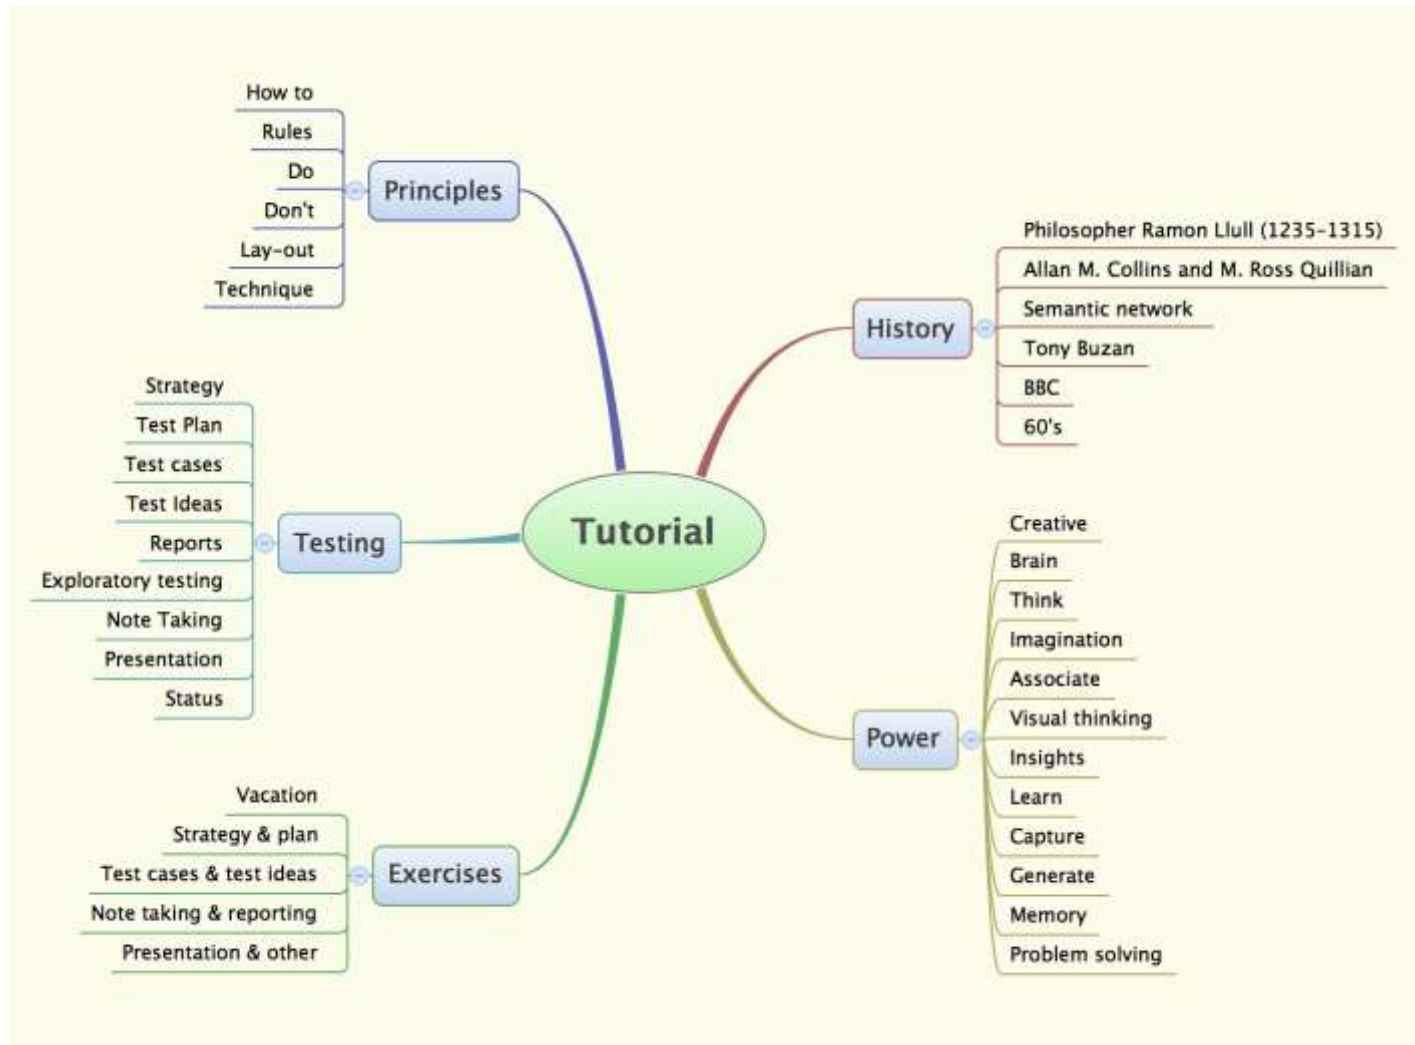 Tutorial
Principles
How to
Rules
Do
Don't
Lay-out
Technique
History
Philosopher Ramon Llull (1235-1315)
Allan M. Collins and M. Ross Quillian
Semantic network
Tony Buzan
BBC
60's
Testing
Strategy
Test Plan
Test cases
Test Ideas
Reports
Exploratory testing
Note Taking
Presentation
Status
Power
Creative
Brain
Think
Imagination
Associate
Visual thinking
Insights
Learn
Capture
Generate
Memory
Problem solving
Exercises
Vacation
Strategy & plan
Test cases & test ideas
Note taking & reporting
Presentation & other